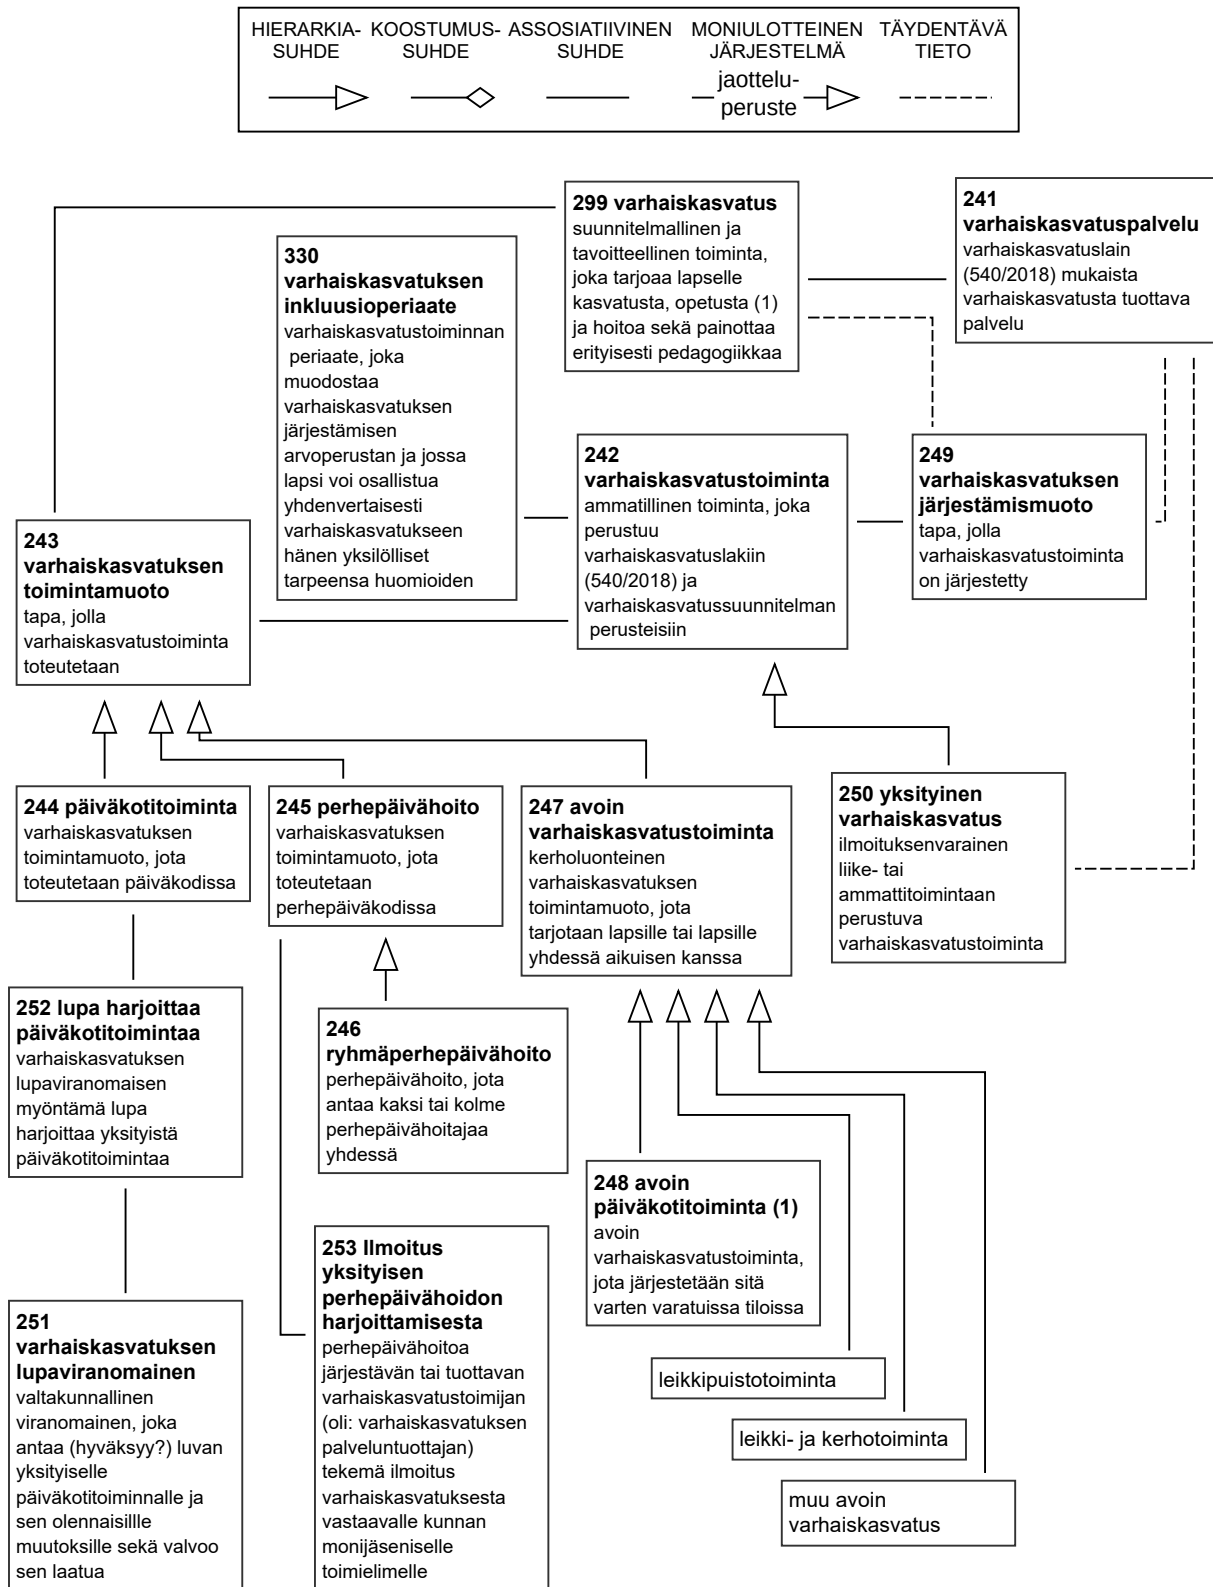 HIERARKIA-
SUHDE
KOOSTUMUS-
SUHDE
ASSOSIATIIVINEN
SUHDE
MONIULOTTEINEN
JÄRJESTELMÄ
TÄYDENTÄVÄ
TIETO
jaottelu-
peruste
299 varhaiskasvatus
suunnitelmallinen ja
tavoitteellinen toiminta,
joka tarjoaa lapselle
kasvatusta, opetusta (1)
ja hoitoa sekä painottaa
erityisesti pedagogiikkaa
241
varhaiskasvatuspalvelu
varhaiskasvatuslain
(540/2018) mukaista
varhaiskasvatusta tuottava
palvelu
330
varhaiskasvatuksen
inkluusioperiaate
varhaiskasvatustoiminnan
periaate, joka
muodostaa
varhaiskasvatuksen
järjestämisen
arvoperustan ja jossa
lapsi voi osallistua
yhdenvertaisesti
varhaiskasvatukseen
hänen yksilölliset
tarpeensa huomioiden
242
varhaiskasvatustoiminta
ammatillinen toiminta, joka
perustuu
varhaiskasvatuslakiin
(540/2018) ja
varhaiskasvatussuunnitelman
perusteisiin
249
varhaiskasvatuksen
järjestämismuoto
tapa, jolla
varhaiskasvatustoiminta
on järjestetty
243
varhaiskasvatuksen
toimintamuoto
tapa, jolla
varhaiskasvatustoiminta
toteutetaan
244 päiväkotitoiminta
varhaiskasvatuksen
toimintamuoto, jota
toteutetaan päiväkodissa
245 perhepäivähoito
varhaiskasvatuksen
toimintamuoto, jota
toteutetaan
perhepäiväkodissa
247 avoin
varhaiskasvatustoiminta
kerholuonteinen
varhaiskasvatuksen
toimintamuoto, jota
tarjotaan lapsille tai lapsille
yhdessä aikuisen kanssa
250 yksityinen
varhaiskasvatus
ilmoituksenvarainen
liike- tai
ammattitoimintaan
perustuva
varhaiskasvatustoiminta
252 lupa harjoittaa
päiväkotitoimintaa
varhaiskasvatuksen
lupaviranomaisen
myöntämä lupa
harjoittaa yksityistä
päiväkotitoimintaa
246
ryhmäperhepäivähoito
perhepäivähoito, jota
antaa kaksi tai kolme
perhepäivähoitajaa
yhdessä
248 avoin
päiväkotitoiminta (1)
avoin
varhaiskasvatustoiminta,
jota järjestetään sitä
varten varatuissa tiloissa
253 Ilmoitus
yksityisen
perhepäivähoidon
harjoittamisesta
perhepäivähoitoa
järjestävän tai tuottavan
varhaiskasvatustoimijan
(oli: varhaiskasvatuksen
palveluntuottajan)
tekemä ilmoitus
varhaiskasvatuksesta
vastaavalle kunnan
monijäseniselle
toimielimelle
251
varhaiskasvatuksen
lupaviranomainen
valtakunnallinen
viranomainen, joka
antaa (hyväksyy?) luvan
yksityiselle
päiväkotitoiminnalle ja
sen olennaisillle
muutoksille sekä valvoo
sen laatua
leikkipuistotoiminta
leikki- ja kerhotoiminta
muu avoin
varhaiskasvatus